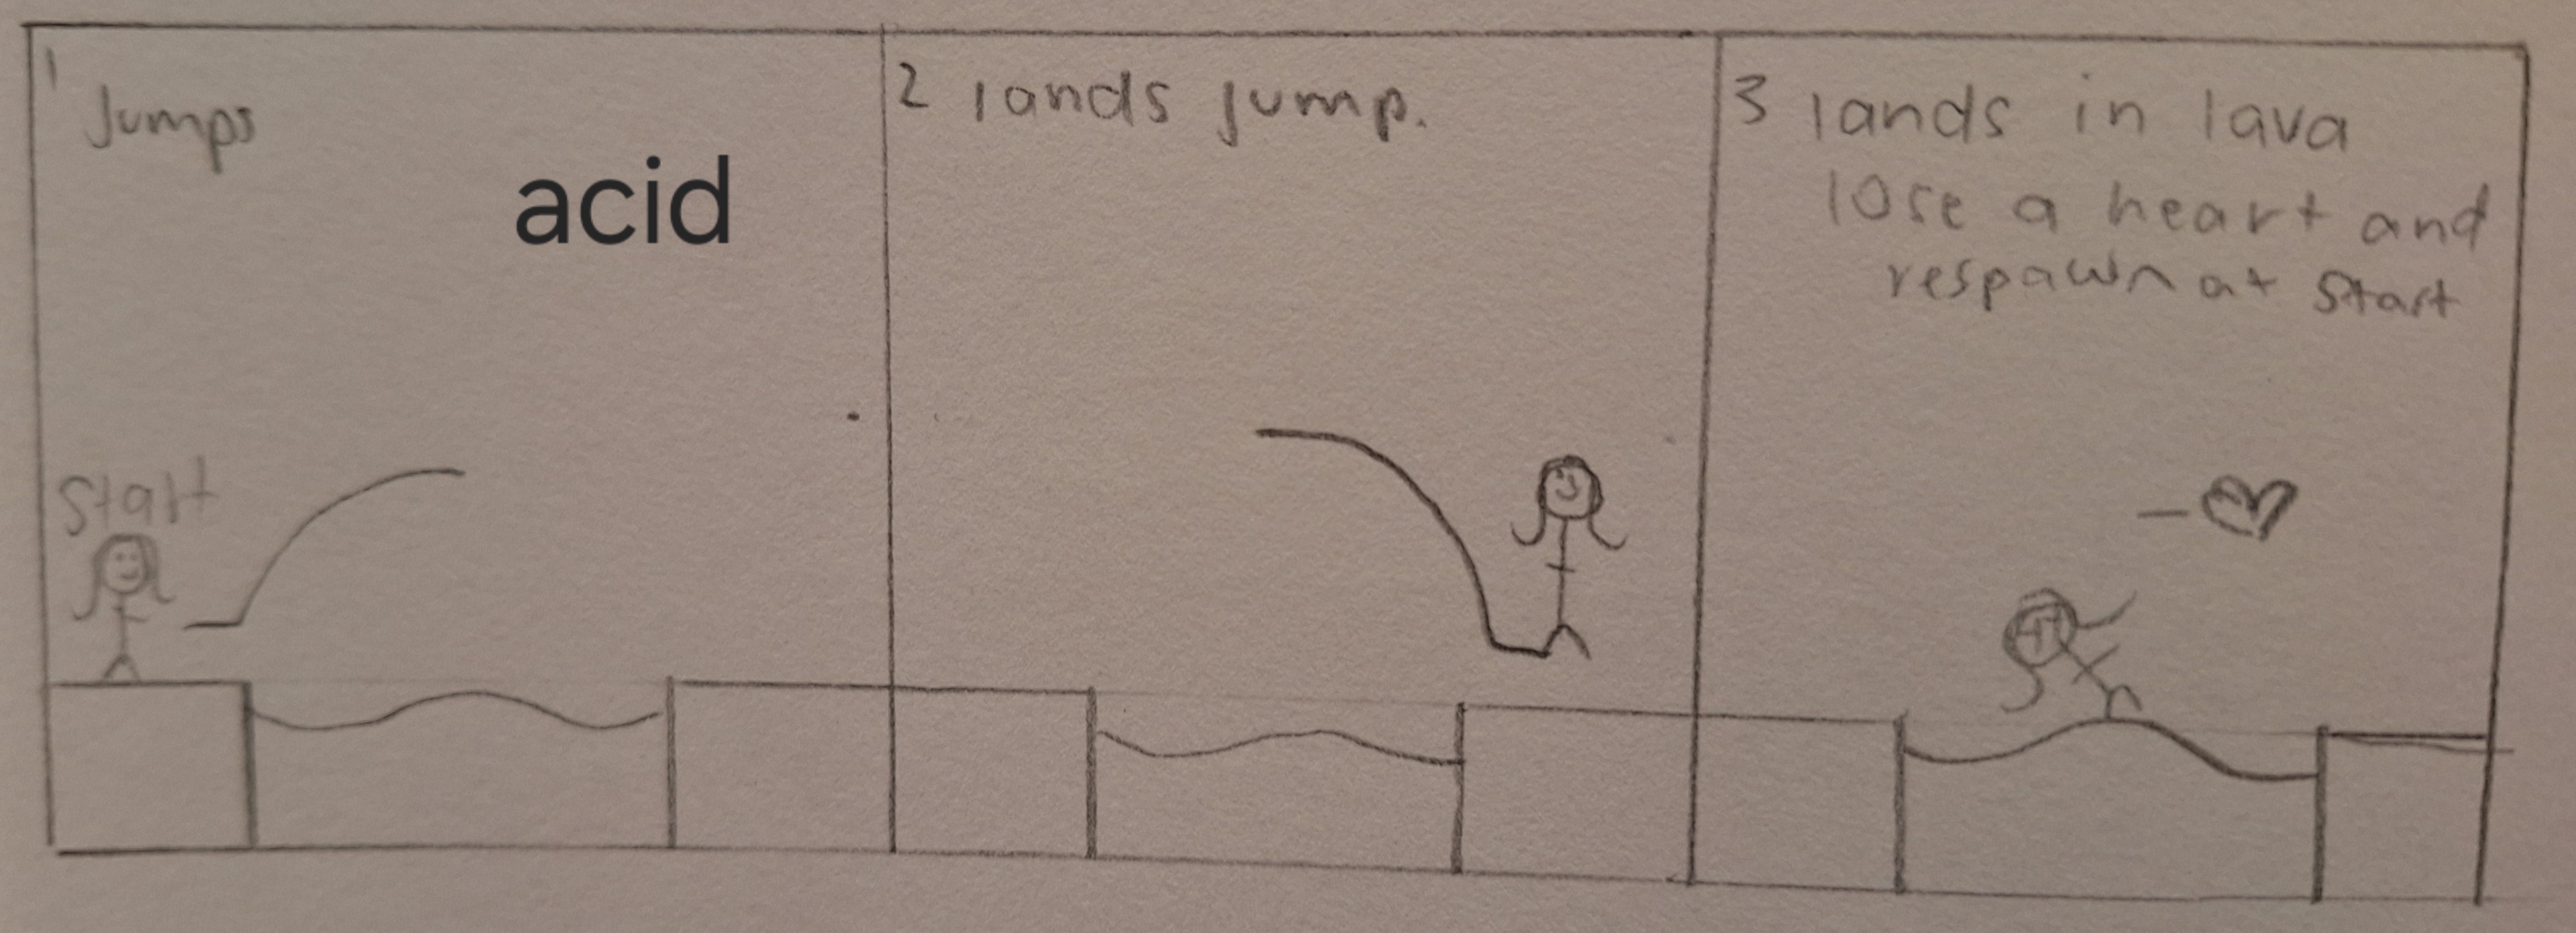 1
Jumps
acid
Start
2 lands jump.
3 lands in lava
lose a heart and
respawn at start